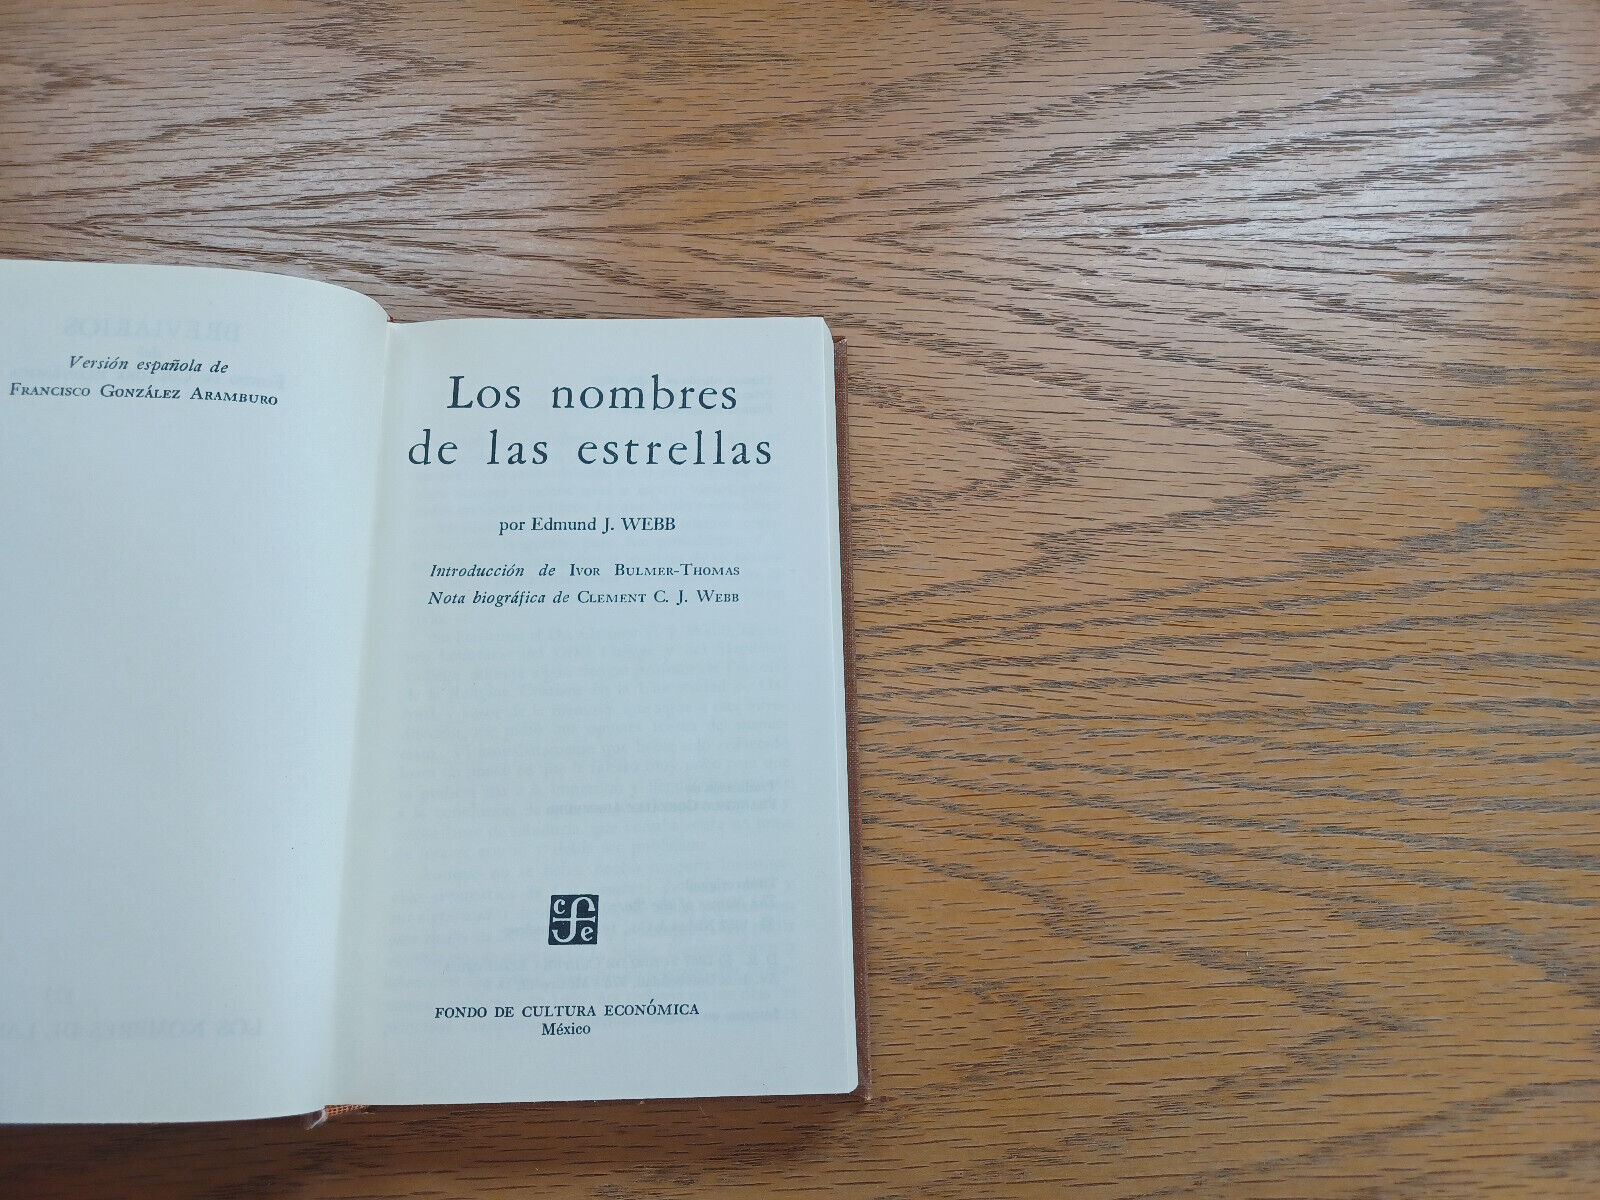 Versión española de
FRANCISCO GONZÁLEZ ARAMBURO
Los nombres
de las estrellas
por Edmund J. WEBB
Introducción de IVOR BULMER-THOMAS
Nota biográfica de CLEMENT C. J. WEBB
cfe
FONDO DE CULTURA ECONÓMICA
México